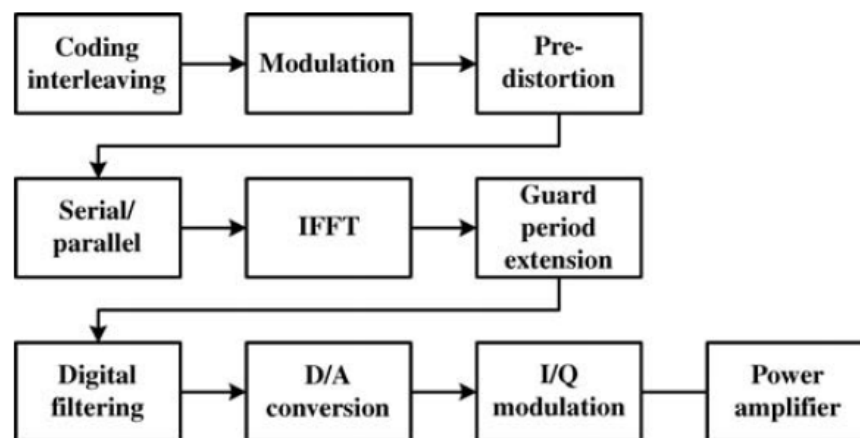 Coding
interleaving
Modulation
Pre-
distortion
Serial/
parallel
IFFT
Guard
period
extension
Digital
filtering
D/A
conversion
I/Q
modulation
Power
amplifier